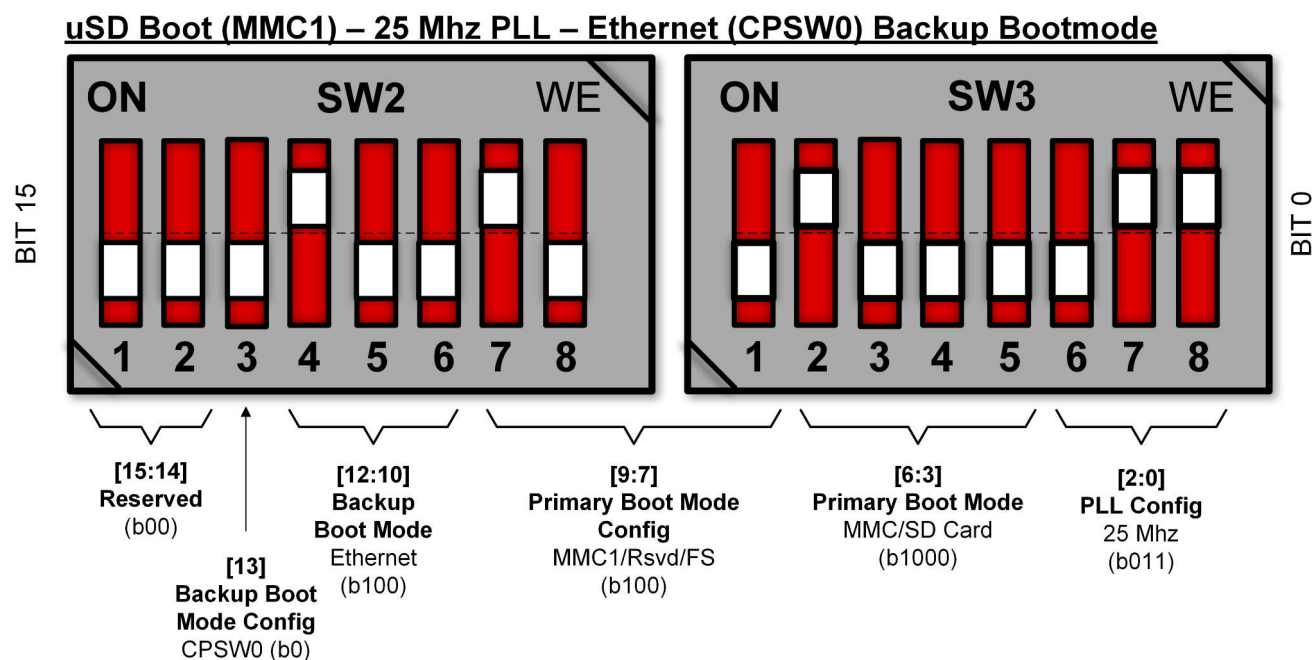 uSD Boot (MMC1) – 25 Mhz PLL – Ethernet (CPSW0) Backup Bootmode
ON SW2 WE
ON SW3 WE
BIT 15
1 2 3 4 5 6 7 8
1 2 3 4 5 6 7 8
BIT 0
[15:14]
Reserved
(b00)
[13]
Backup Boot
Mode Config
CPSW0 (b0)
[12:10]
Backup
Boot Mode
Ethernet
(b100)
[9:7]
Primary Boot Mode
Config
MMC1/Rsvd/FS
(b100)
[6:3]
Primary Boot Mode
MMC/SD Card
(b1000)
[2:0]
PLL Config
25 Mhz
(b011)